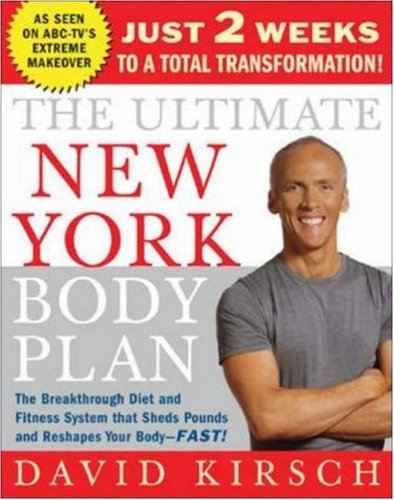 AS SEEN
ON ABC-TV'S
EXTREME
MAKEOVER
JUST 2 WEEKS
TO A TOTAL TRANSFORMATION!
THE ULTIMATE
NEW
YORK
BODY
PLAN
The Breakthrough Diet and
Fitness System that Sheds Pounds
and Reshapes Your Body—FAST!
DAVID KIRSCH